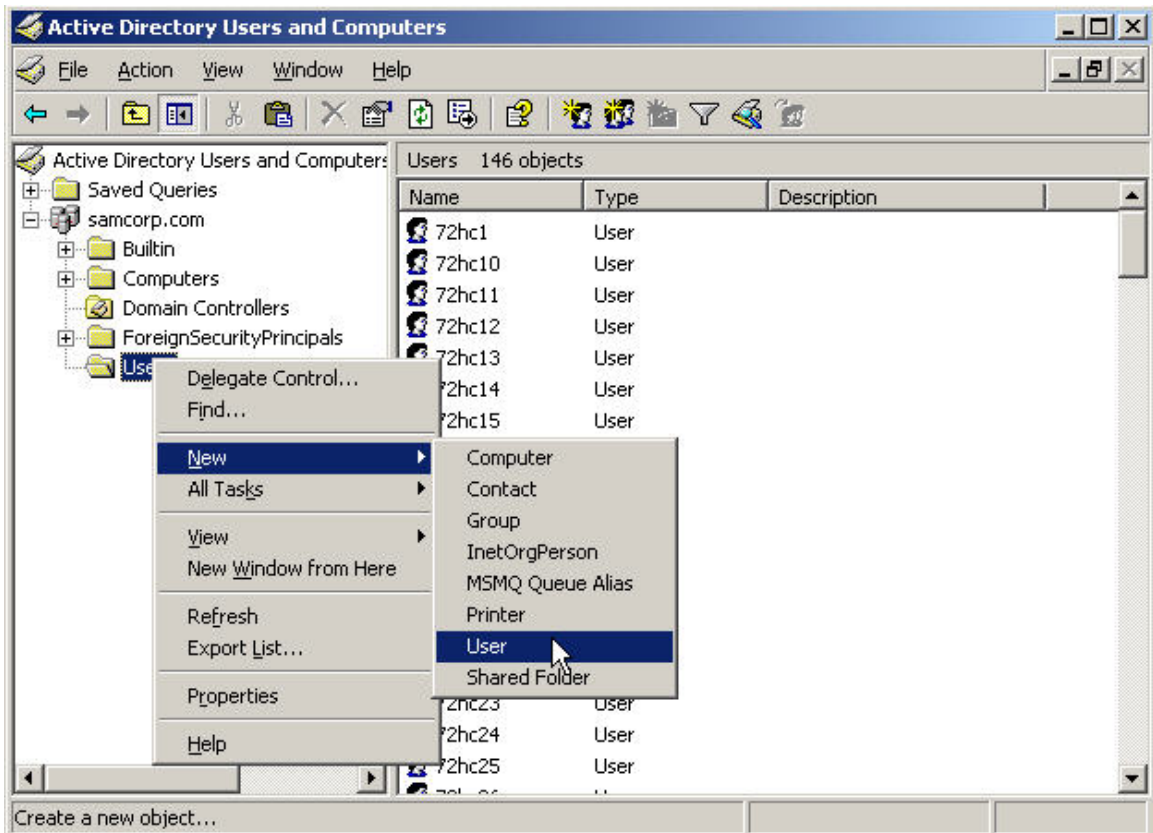 Active Directory Users and Computers
File Action View Window Help
Active Directory Users and Computers
Saved Queries
samcorp.com
Builtin
Computers
Domain Controllers
ForeignSecurityPrincipals
Use
Users 146 objects
Name Type Description
72hc1 User
72hc10 User
72hc11 User
72hc12 User
72hc13 User
72hc14 User
72hc15 User
Delegate Control...
Find...
New
All Tasks
View
New Window from Here
Refresh
Export List...
Properties
Help
Computer
Contact
Group
InetOrgPerson
MSMQ Queue Alias
Printer
User
Shared Folder
72hc23 User
72hc24 User
72hc25 User
Create a new object...